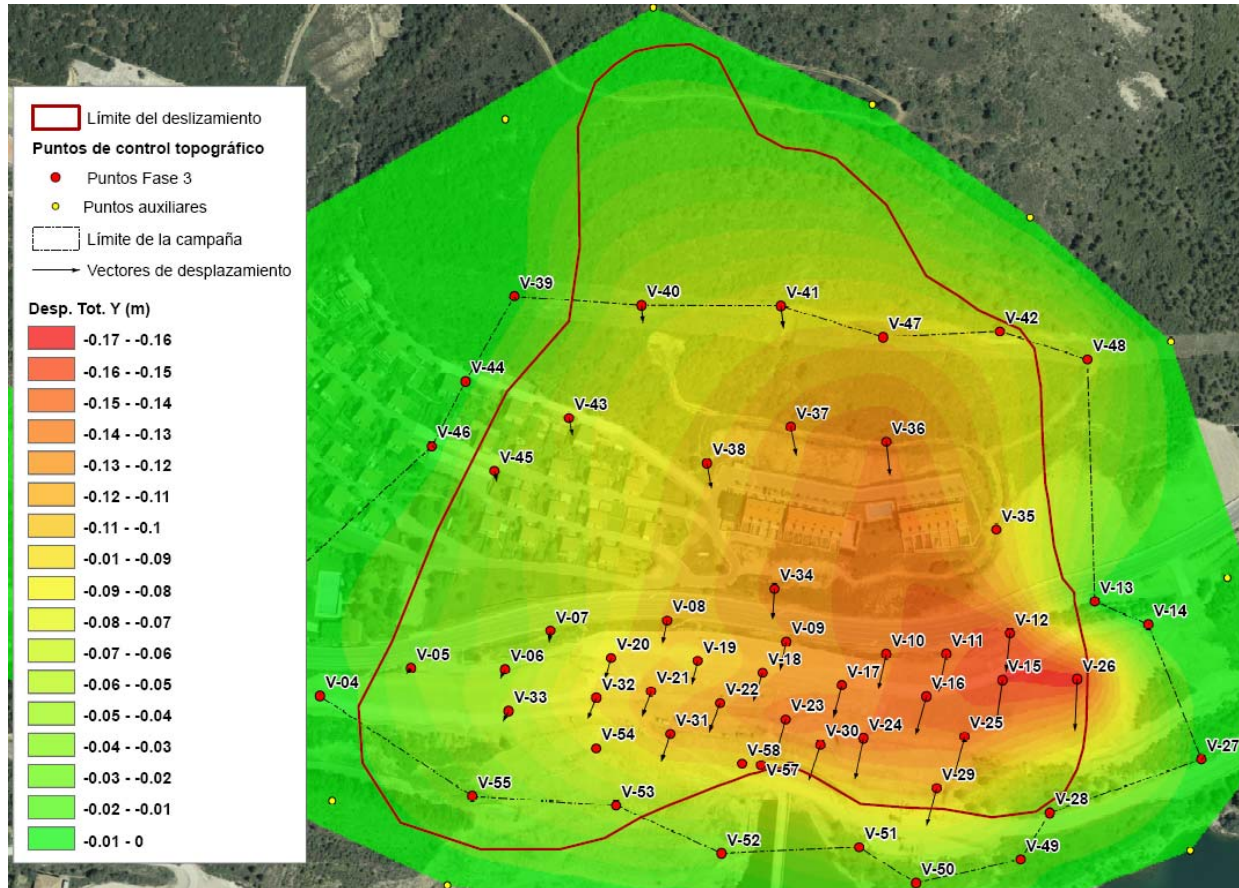 Límite del deslizamiento
Puntos de control topográfico
Puntos Fase 3
Puntos auxiliares
Límite de la campaña
Vectores de desplazamiento
Desp. Tot. Y (m)
-0.17 - -0.16
-0.16 - -0.15
-0.15 - -0.14
-0.14 - -0.13
-0.13 - -0.12
-0.12 - -0.11
-0.11 - -0.1
-0.01 - -0.09
-0.09 - -0.08
-0.08 - -0.07
-0.07 - -0.06
-0.06 - -0.05
-0.05 - -0.04
-0.04 - -0.03
-0.03 - -0.02
-0.02 - -0.01
-0.01 - 0
V-39
V-40
V-41
V-47
V-42
V-48
V-44
V-43
V-37
V-36
V-46
V-45
V-38
V-35
V-34
V-13
V-14
V-07
V-08
V-09
V-12
V-05
V-06
V-20
V-19
V-18
V-10
V-11
V-15
V-26
V-04
V-33
V-32
V-21
V-22
V-17
V-16
V-23
V-54
V-31
V-30
V-24
V-25
V-58
V-57
V-27
V-29
V-55
V-53
V-28
V-52
V-51
V-49
V-50